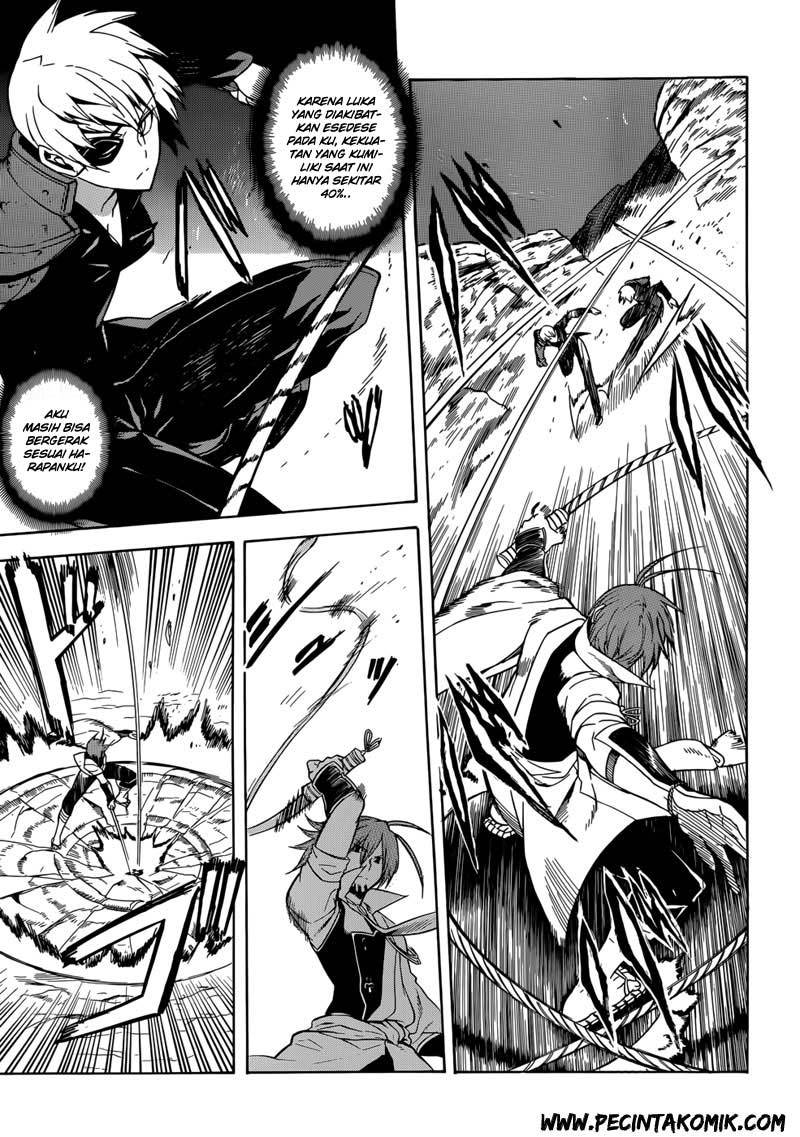 KARENA LUKA
YANG DIAKIBAT-
KAN ESEDESE
PADA KU, KEKUA-
TAN YANG KUMI-
LIKI SAAT INI
HANYA SEKITAR
40%..
AKU
MASIH BISA
BERGERAK
SESUAI HA-
RAPANKU!
WWW.PECINTAKOMIK.COM